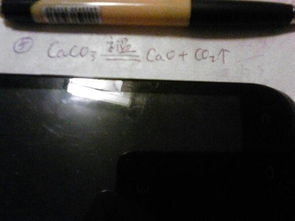 ⑤ CaCO₃ 高温 CaO + CO₂↑